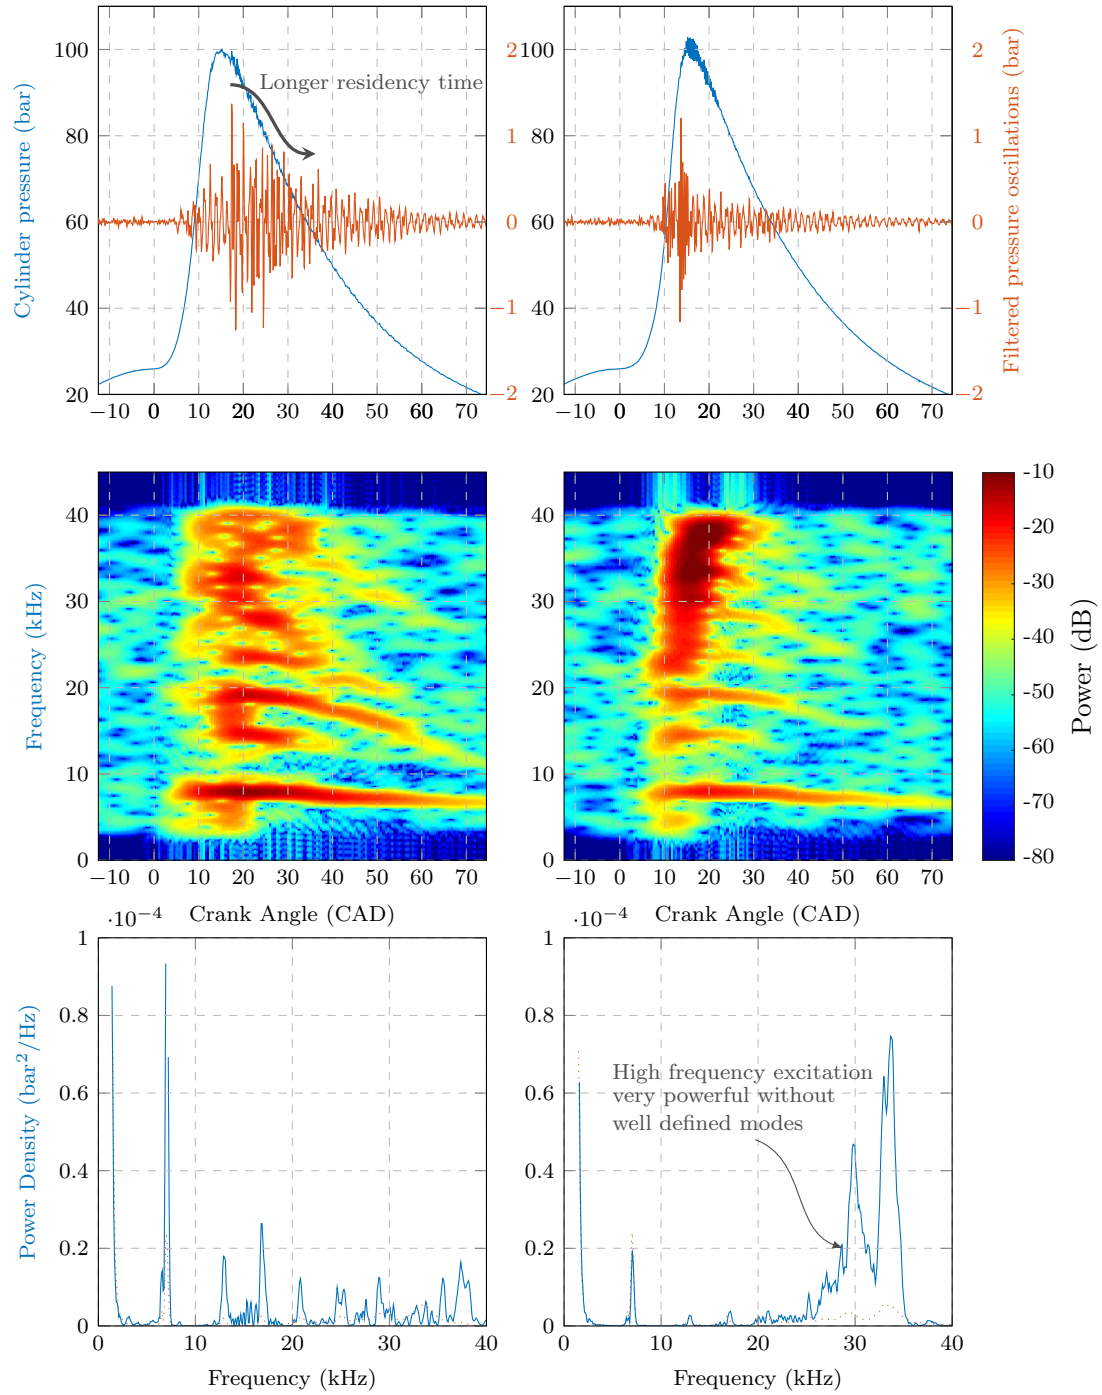 100
80
60
40
20
Cylinder pressure (bar)
Longer residency time
2
1
0
−1
−2
−10 0 10 20 30 40 50 60 70
100
80
60
40
20
2
1
0
−1
−2
Filtered pressure oscillations (bar)
−10 0 10 20 30 40 50 60 70
40
30
20
10
0
Frequency (kHz)
−10 0 10 20 30 40 50 60 70
Crank Angle (CAD)
40
30
20
10
0
−10 0 10 20 30 40 50 60 70
Crank Angle (CAD)
-10
-20
-30
-40
-50
-60
-70
-80
Power (dB)
·10−4
1
0.8
0.6
0.4
0.2
0
Power Density (bar²/Hz)
0 10 20 30 40
Frequency (kHz)
·10−4
1
0.8
0.6
0.4
0.2
0
High frequency excitation
very powerful without
well defined modes
0 10 20 30 40
Frequency (kHz)